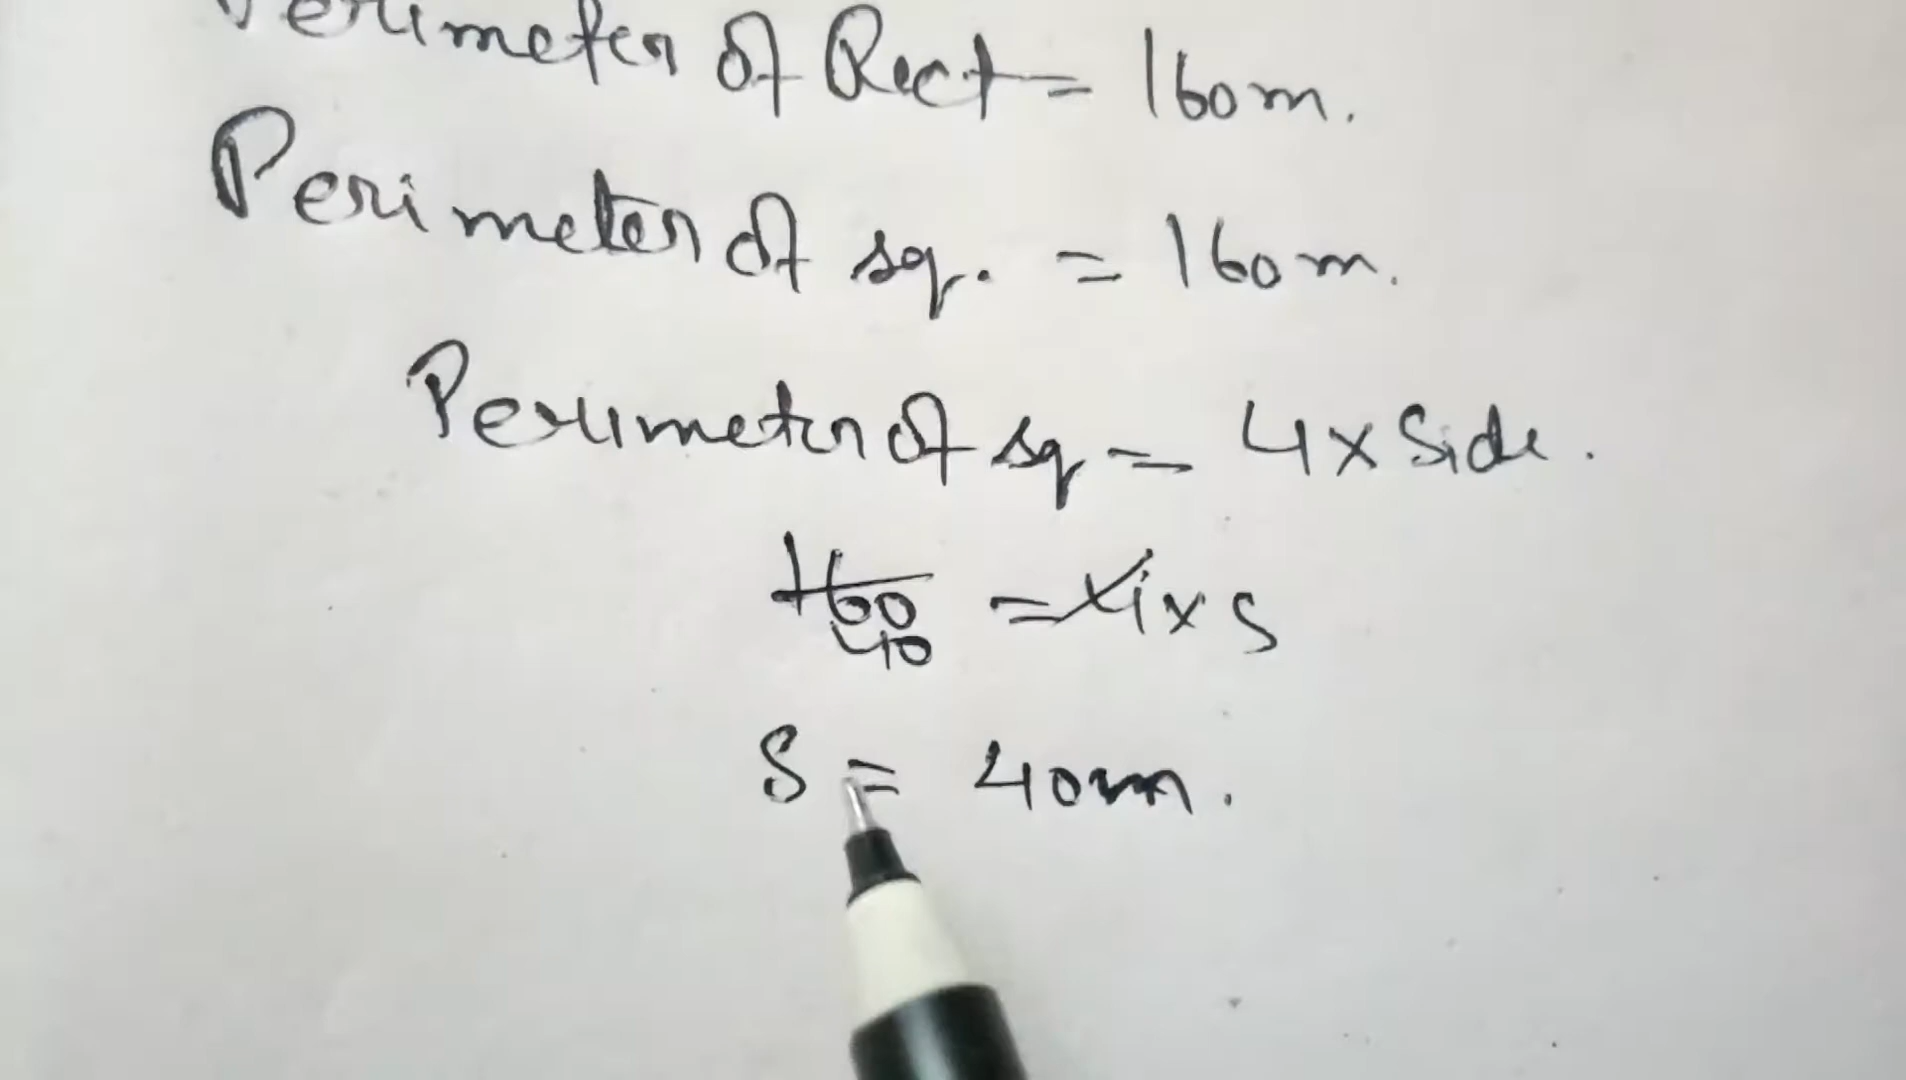 Perimeter of Rect = 160m.
Perimeter of sq. = 160m.
Perimeter of sq = 4 x Side.
160 = 4 x S
40
S = 40m.